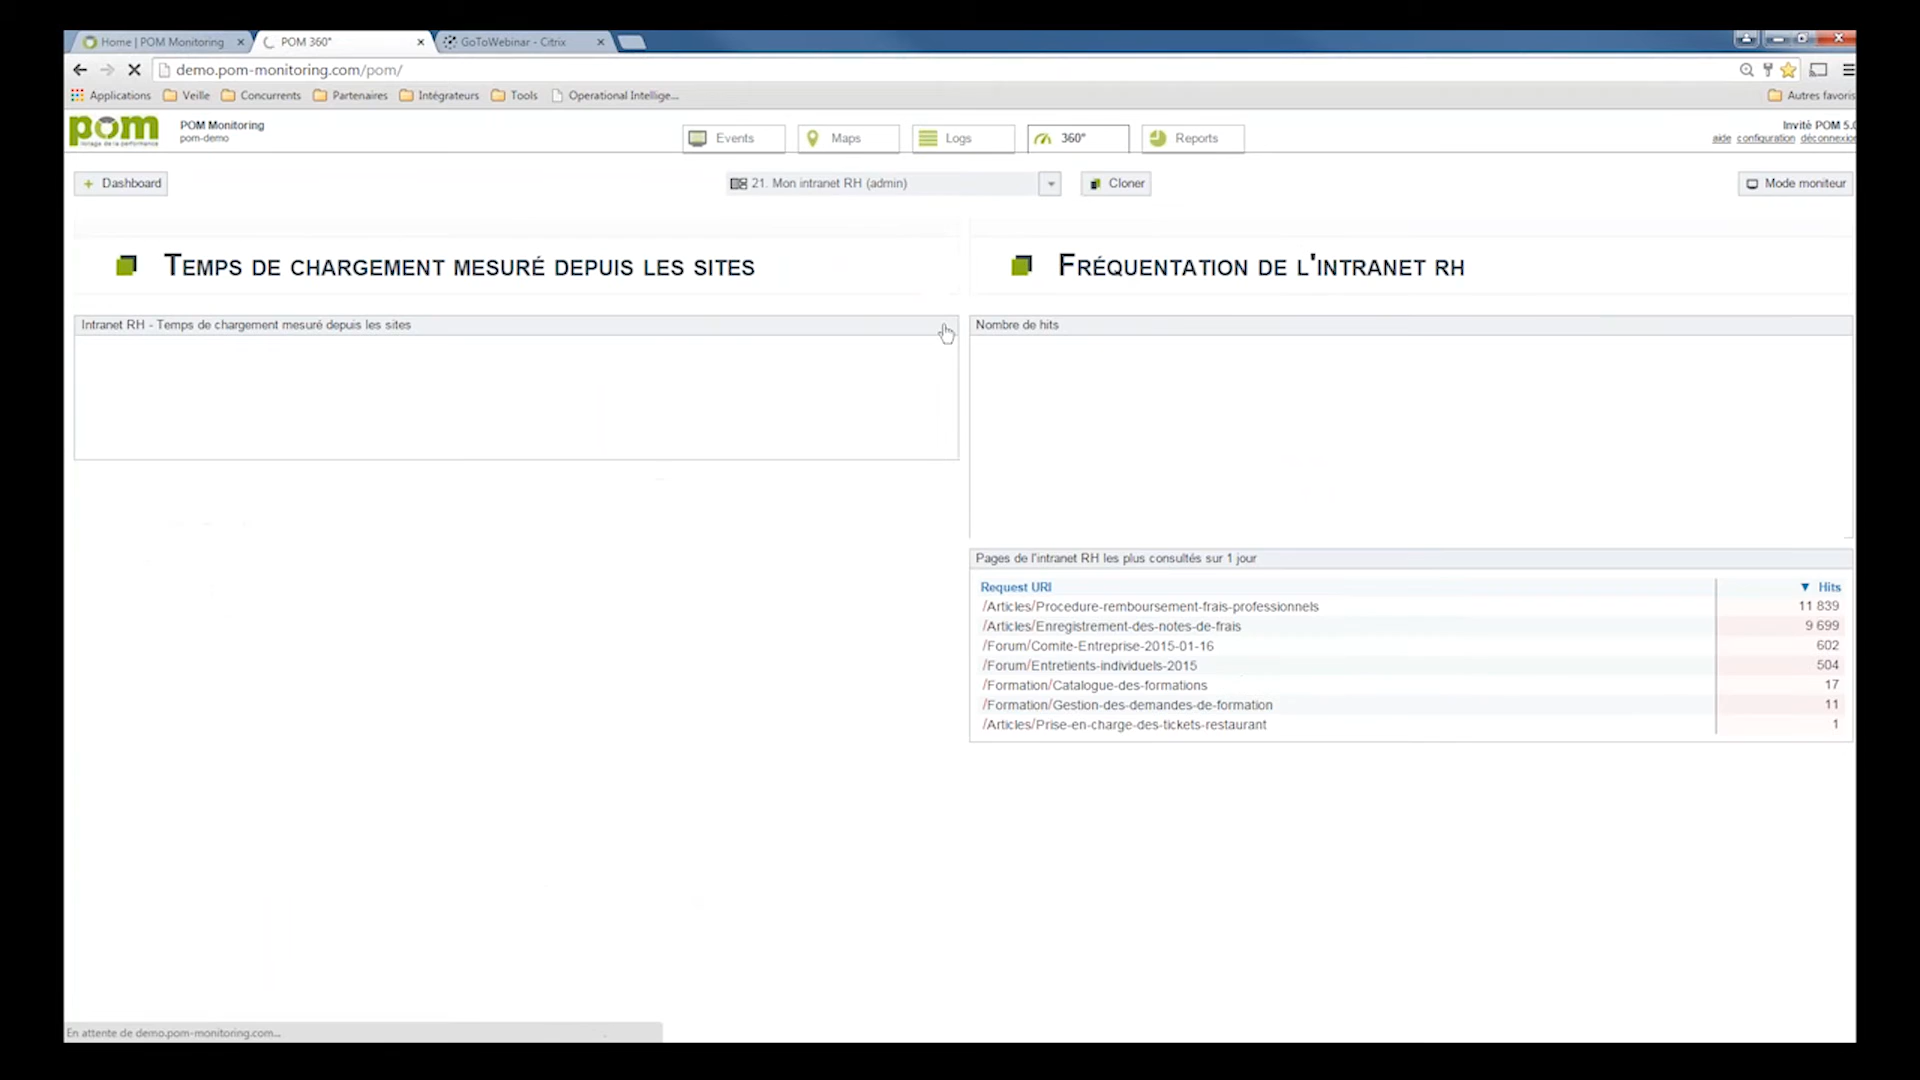 Home | POM Monitoring
POM 360°
GoToWebinar - Citrix
demo.pom-monitoring.com/pom/
Applications Veille Concurrents Partenaires Intégrateurs Tools Operational Intellige... Autres favoris
pom
POM Monitoring
pom-demo
Events
Maps
Logs
360°
Reports
Invité POM 5.0
aide configuration déconnexion
+ Dashboard
21. Mon intranet RH (admin)
Cloner
Mode moniteur
Temps de chargement mesuré depuis les sites
Fréquentation de l'intranet RH
Intranet RH - Temps de chargement mesuré depuis les sites
Nombre de hits
Pages de l'intranet RH les plus consultés sur 1 jour
Request URI ▼ Hits
/Articles/Procedure-remboursement-frais-professionnels 11 839
/Articles/Enregistrement-des-notes-de-frais 9 699
/Forum/Comite-Entreprise-2015-01-16 602
/Forum/Entretients-individuels-2015 504
/Formation/Catalogue-des-formations 17
/Formation/Gestion-des-demandes-de-formation 11
/Articles/Prise-en-charge-des-tickets-restaurant 1
En attente de demo.pom-monitoring.com...